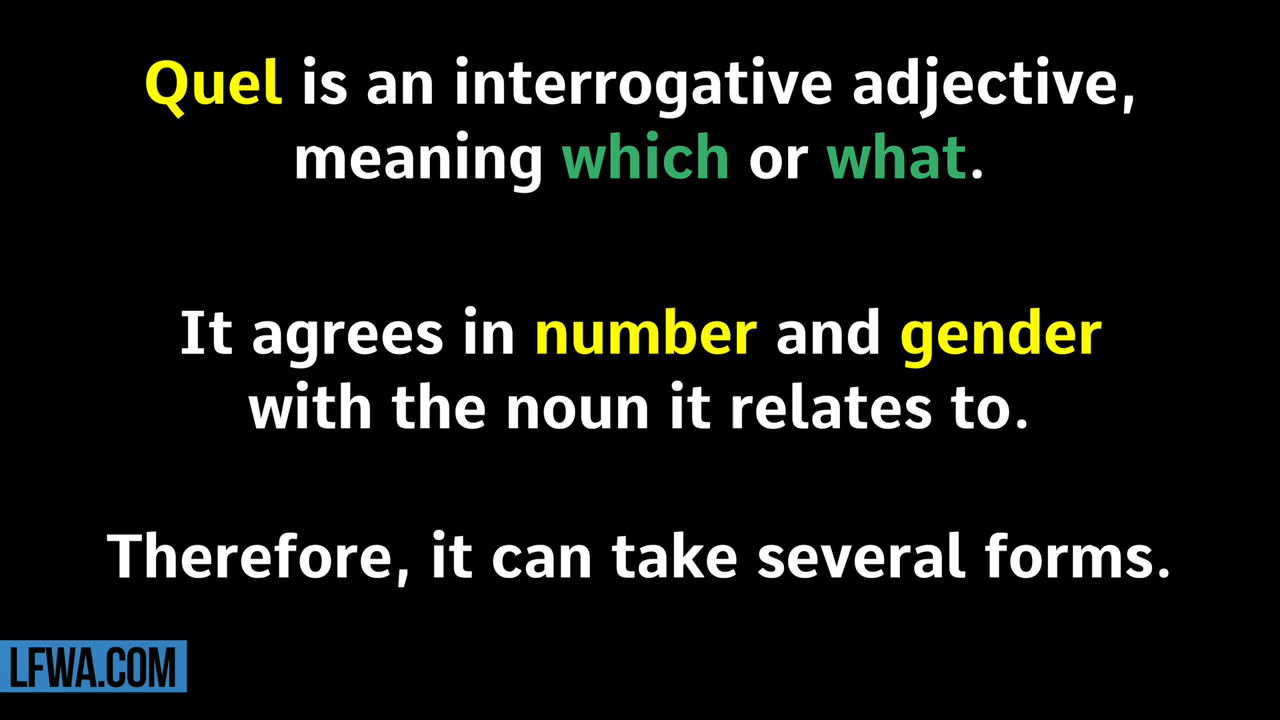 Quel is an interrogative adjective,
meaning which or what.
It agrees in number and gender
with the noun it relates to.
Therefore, it can take several forms.
LFWA.COM